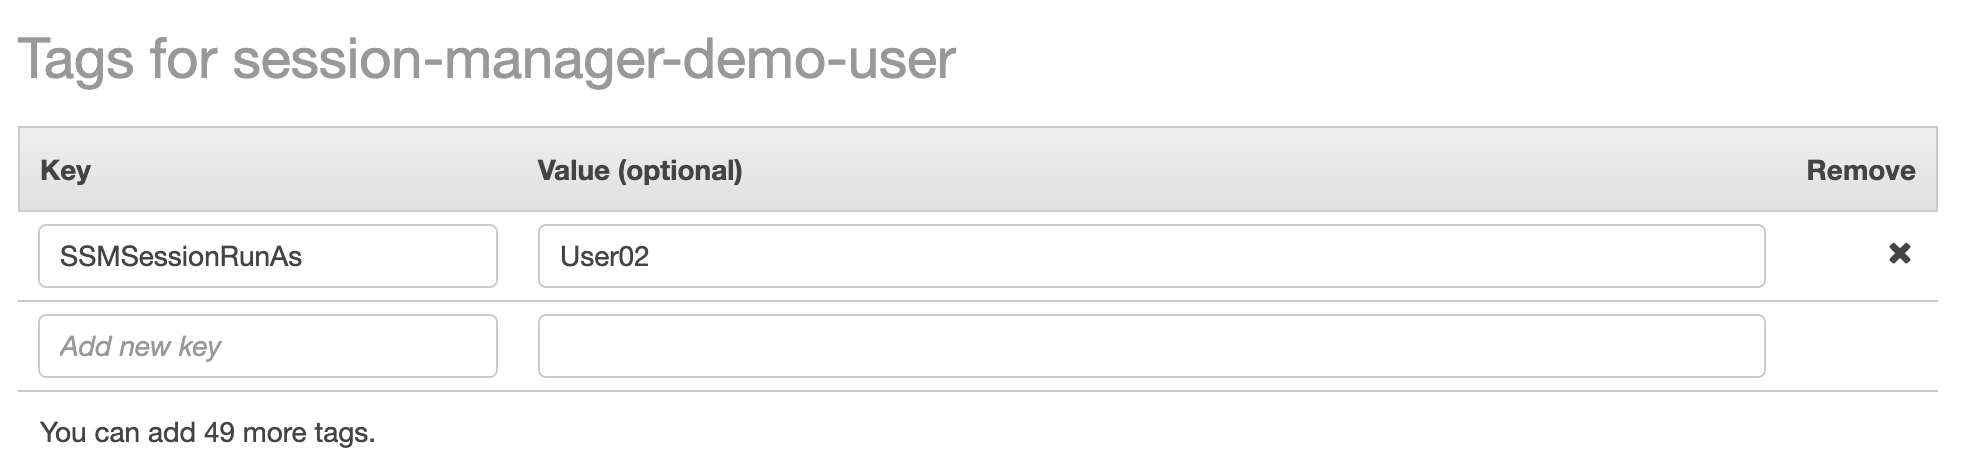 Tags for session-manager-demo-user
Key Value (optional) Remove
SSMSessionRunAs User02
Add new key
You can add 49 more tags.